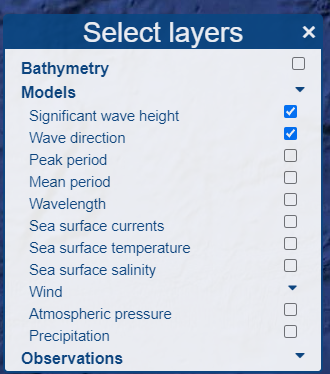 Select layers ×
Bathymetry
Models
Significant wave height
Wave direction
Peak period
Mean period
Wavelength
Sea surface currents
Sea surface temperature
Sea surface salinity
Wind
Atmospheric pressure
Precipitation
Observations